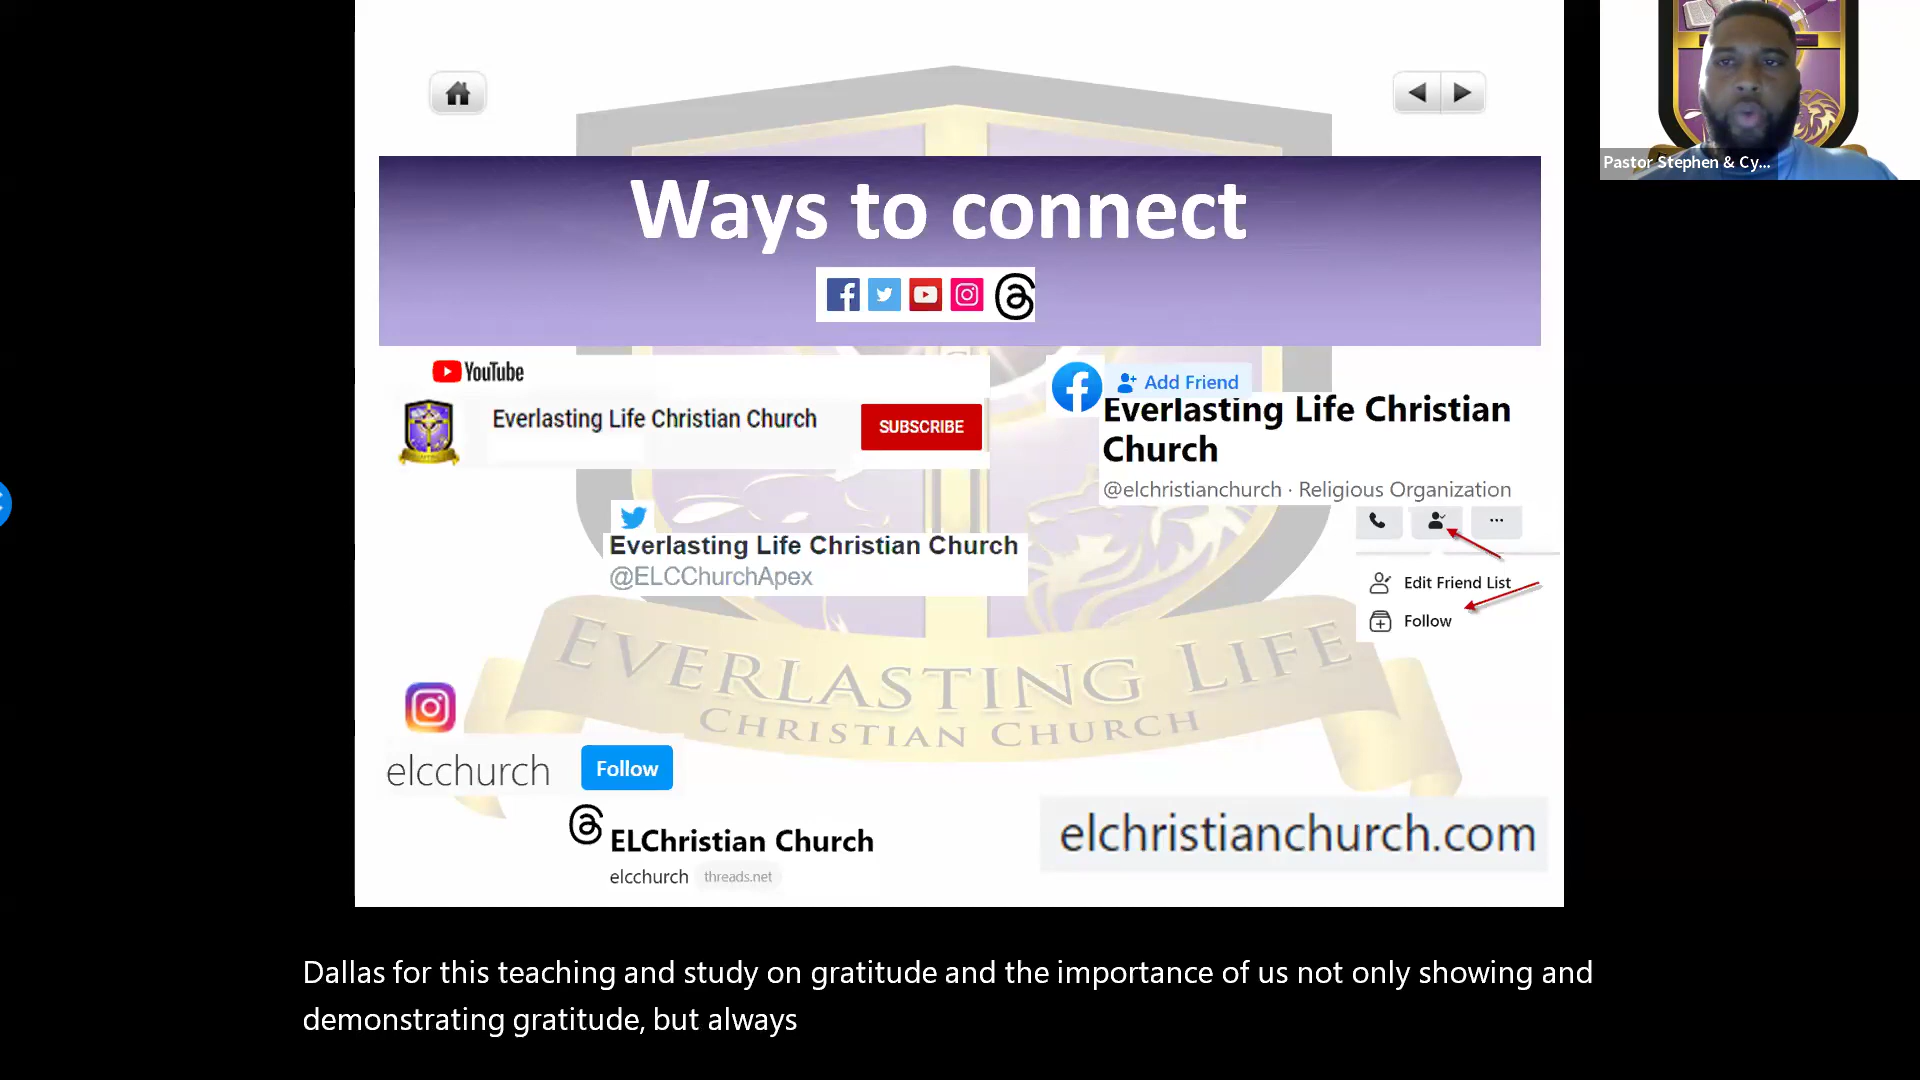 Pastor Stephen & Cy...
Ways to connect
YouTube
Everlasting Life Christian Church
SUBSCRIBE
Add Friend
Everlasting Life Christian
Church
@elchristianchurch · Religious Organization
Everlasting Life Christian Church
@ELCChurchApex
Edit Friend List
Follow
EVERLASTING LIFE
CHRISTIAN CHURCH
elcchurch
Follow
ELChristian Church
elcchurch threads.net
elchristianchurch.com
Dallas for this teaching and study on gratitude and the importance of us not only showing and
demonstrating gratitude, but always